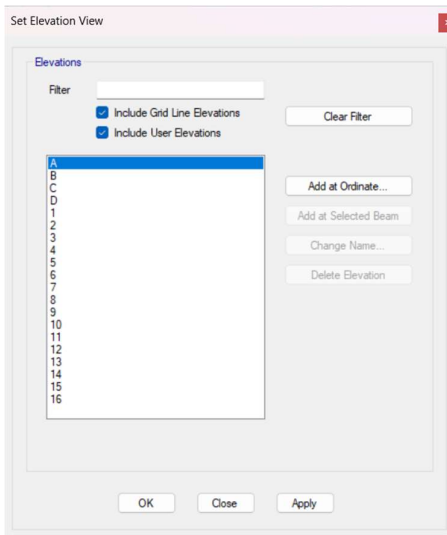 Set Elevation View
Elevations
Filter
Include Grid Line Elevations
Clear Filter
Include User Elevations
A
B
C
D
1
2
3
4
5
6
7
8
9
10
11
12
13
14
15
16
Add at Ordinate...
Add at Selected Beam
Change Name...
Delete Elevation
OK
Close
Apply